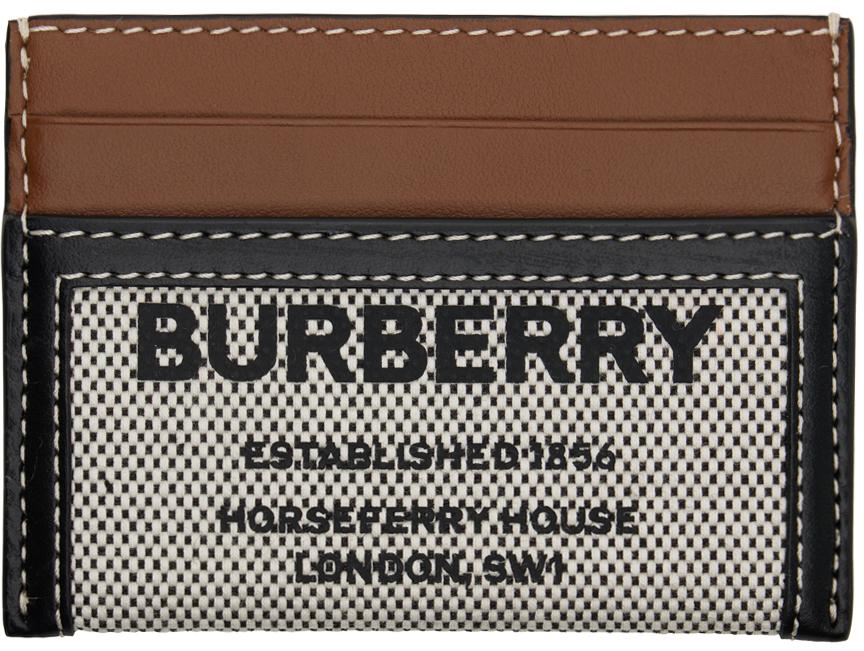 BURBERRY
ESTABLISHED 1856
HORSEFERRY HOUSE
LONDON, SW1